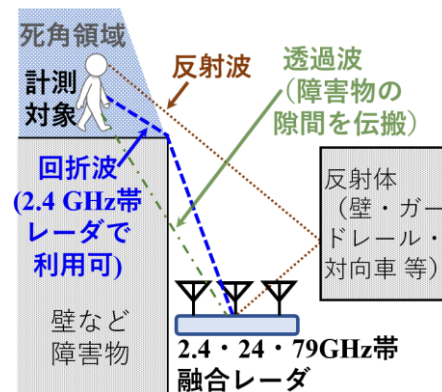 死角領域
計測
対象
反射波
透過波
(障害物の
隙間を伝搬)
回折波
(2.4 GHz帯
レーダで
利用可)
反射体
(壁・ガー
ドレール・
対向車 等)
壁など
障害物
2.4・24・79GHz帯
融合レーダ